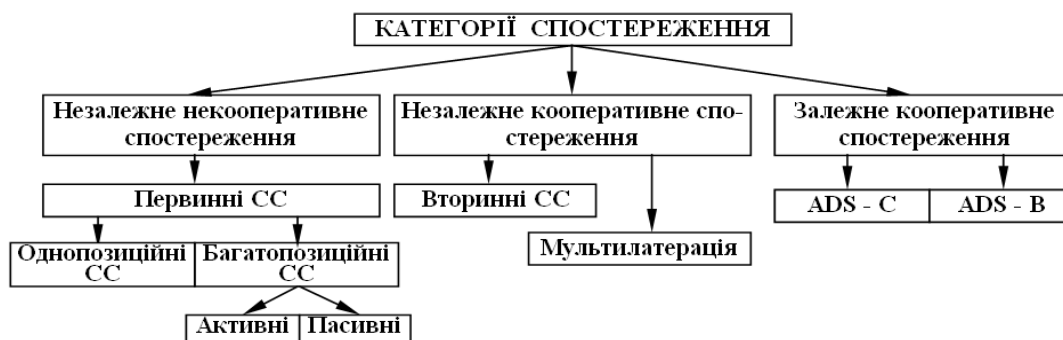 КАТЕГОРІЇ СПОСТЕРЕЖЕННЯ
Незалежне некооперативне
спостереження
Незалежне кооперативне спо-
стереження
Залежне кооперативне
спостереження
Первинні СС
Вторинні СС
ADS - C
ADS - B
Однопозиційні
СС
Багатопозиційні
СС
Мультилатерація
Активні
Пасивні